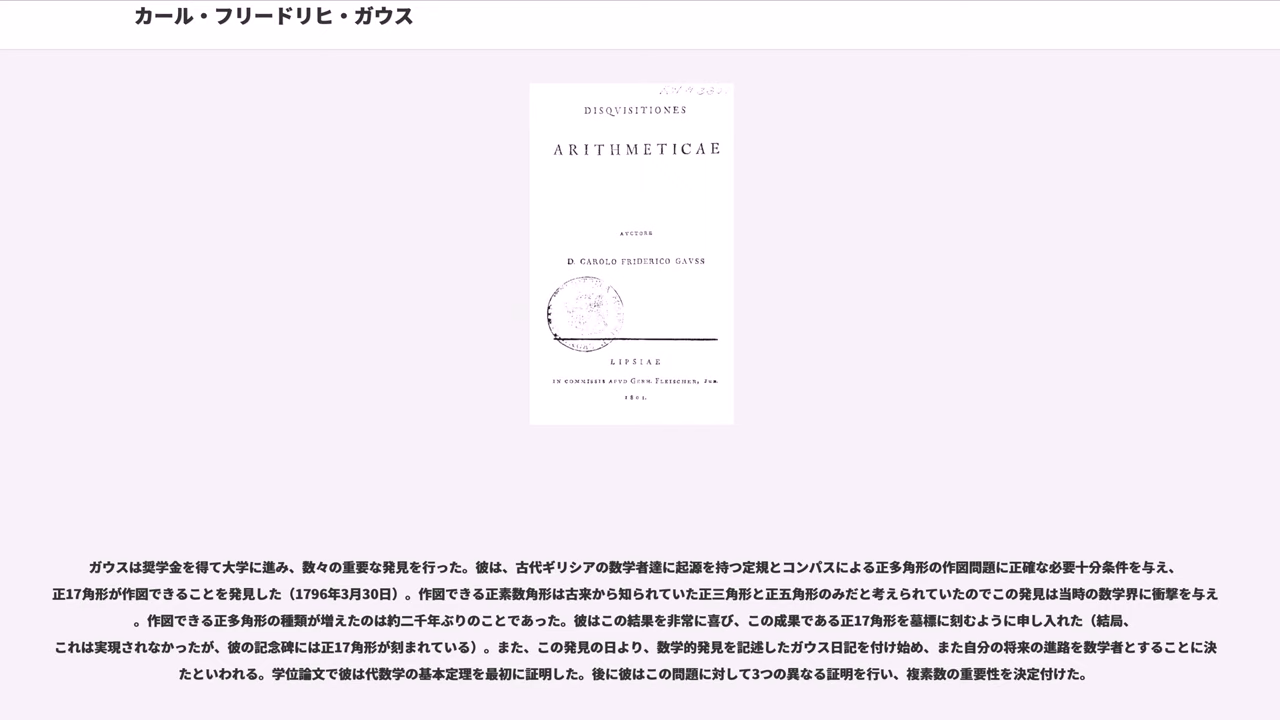 カール・フリードリヒ・ガウス
DISQVISITIONES
ARITHMETICAE
AVCTORE
D. CAROLO FRIDERICO GAVSS
LIPSIAE
IN COMMISSIS APVD GERH. FLEISCHER, Jun.
1801.
ガウスは奨学金を得て大学に進み、数々の重要な発見を行った。彼は、古代ギリシアの数学者達に起源を持つ定規とコンパスによる正多角形の作図問題に正確な必要十分条件を与え、
正17角形が作図できることを発見した（1796年3月30日）。作図できる正素数角形は古来から知られていた正三角形と正五角形のみだと考えられていたのでこの発見は当時の数学界に衝撃を与え
。作図できる正多角形の種類が増えたのは約二千年ぶりのことであった。彼はこの結果を非常に喜び、この成果である正17角形を墓標に刻むように申し入れた（結局、
これは実現されなかったが、彼の記念碑には正17角形が刻まれている）。また、この発見の日より、数学的発見を記述したガウス日記を付け始め、また自分の将来の進路を数学者とすることに決
たといわれる。学位論文で彼は代数学の基本定理を最初に証明した。後に彼はこの問題に対して3つの異なる証明を行い、複素数の重要性を決定付けた。